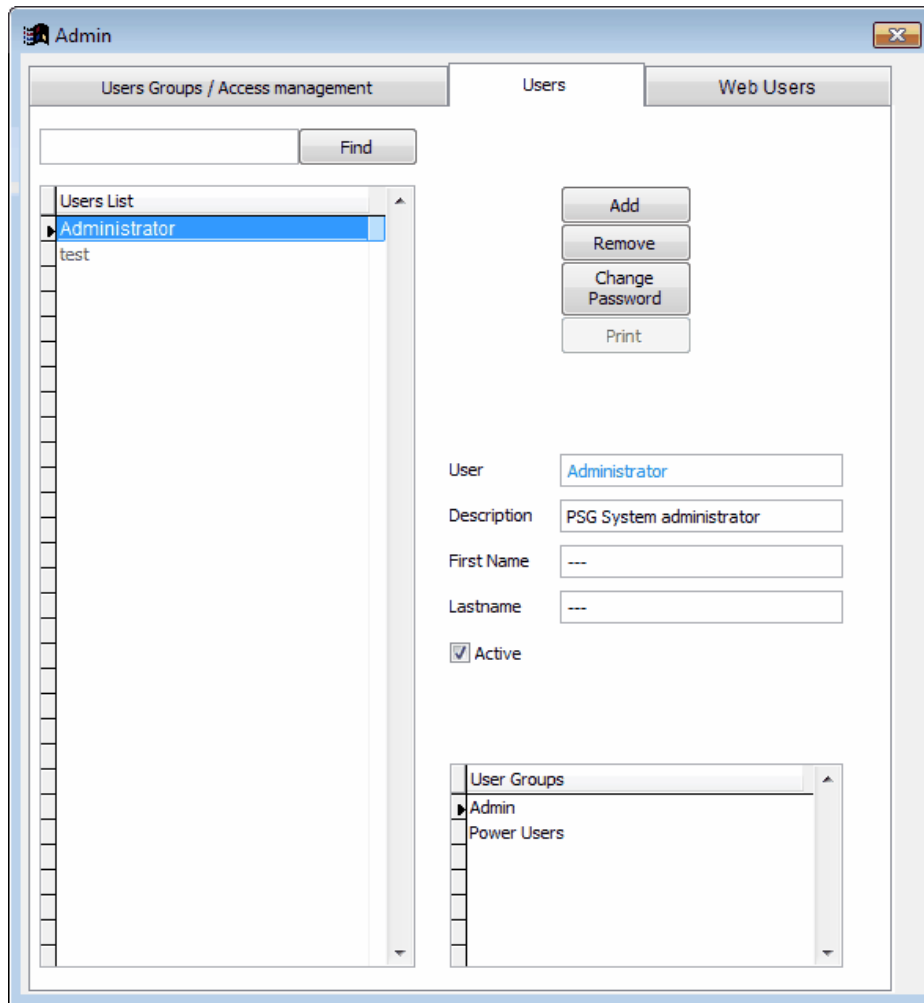 Admin
Users Groups / Access management
Users
Web Users
Find
Users List
Administrator
test
Add
Remove
Change
Password
Print
User
Administrator
Description
PSG System administrator
First Name
---
Lastname
---
Active
User Groups
Admin
Power Users